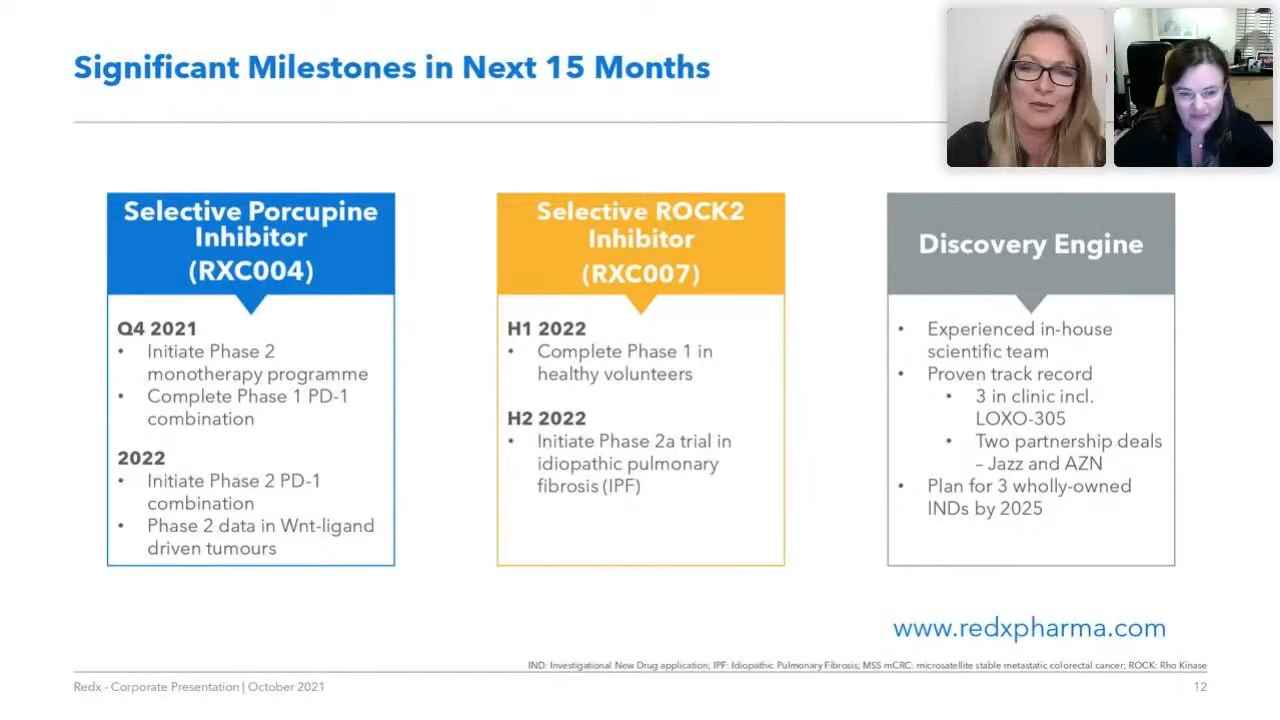 Significant Milestones in Next 15 Months
Selective Porcupine
Inhibitor
(RXC004)
Q4 2021
• Initiate Phase 2
monotherapy programme
• Complete Phase 1 PD-1
combination
2022
• Initiate Phase 2 PD-1
combination
• Phase 2 data in Wnt-ligand
driven tumours
Selective ROCK2
Inhibitor
(RXC007)
H1 2022
• Complete Phase 1 in
healthy volunteers
H2 2022
• Initiate Phase 2a trial in
idiopathic pulmonary
fibrosis (IPF)
Discovery Engine
• Experienced in-house
scientific team
• Proven track record
• 3 in clinic incl.
LOXO-305
• Two partnership deals
– Jazz and AZN
• Plan for 3 wholly-owned
INDs by 2025
www.redxpharma.com
IND: Investigational New Drug application; IPF: Idiopathic Pulmonary Fibrosis; MSS mCRC: microsatellite stable metastatic colorectal cancer; ROCK: Rho Kinase
Redx - Corporate Presentation | October 2021
12